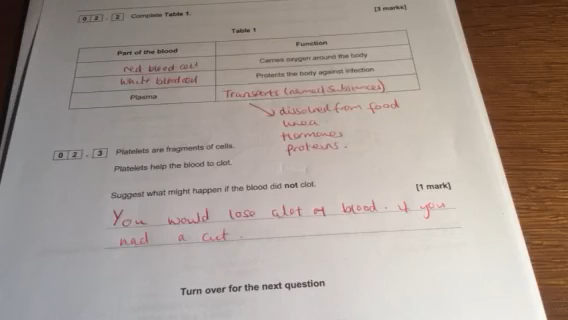 0 2 . 2 Complete Table 1.
[3 marks]
Table 1
Part of the blood Function
red blood cell Carries oxygen around the body
white blood cell Protects the body against infection
Plasma Transports (named substances)
dissolved from food
urea
Hormones
proteins.
0 2 . 3 Platelets are fragments of cells.
Platelets help the blood to clot.
Suggest what might happen if the blood did not clot.
[1 mark]
You would lose alot of blood. if you
had a cut.
Turn over for the next question